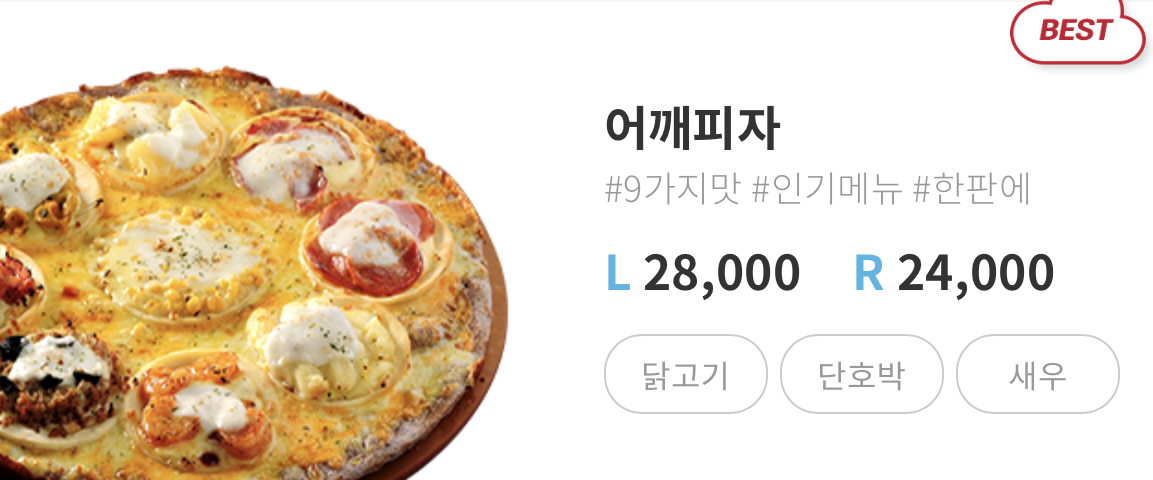 BEST
어깨피자
#9가지맛 #인기메뉴 #한판에
L 28,000 R 24,000
닭고기 단호박 새우